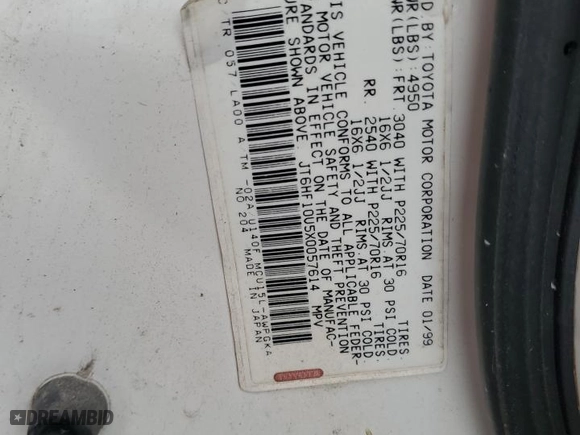 D. BY: TOYOTA MOTOR CORPORATION DATE 01/99
WR(LBS): 4950
WR(LBS): FRT. 3040 WITH P225/70R16 TIRES
16X6 1/2JJ RIMS.AT 30 PSI COLD
RR. 2540 WITH P225/70R16 TIRES
16X6 1/2JJ RIMS.AT 30 PSI COLD
IS VEHICLE CONFORMS TO ALL APPLICABLE FEDER-
MOTOR VEHICLE SAFETY AND THEFT PREVENTION
ANDARDS IN EFFECT ON THE DATE OF MANUFAC-
URE SHOWN ABOVE. JT6HF10U5X0057614 MPV
C TR 057/LA00 A TM -02A/U140F MCU15L-AWPGKA
NO 204 MADE IN JAPAN
TOYOTA
DREAMBID